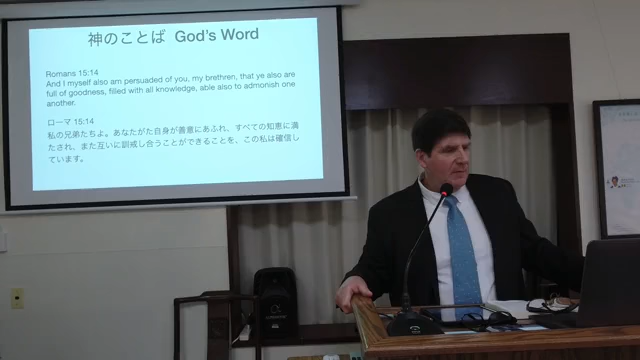 神のことば God's Word
Romans 15:14
And I myself also am persuaded of you, my brethren, that ye also are
full of goodness, filled with all knowledge, able also to admonish one
another.
ローマ 15:14
私の兄弟たちよ。あなたがた自身が善意にあふれ、すべての知恵に満
たされ、また互いに訓戒し合うことができることを、この私は確信し
ています。